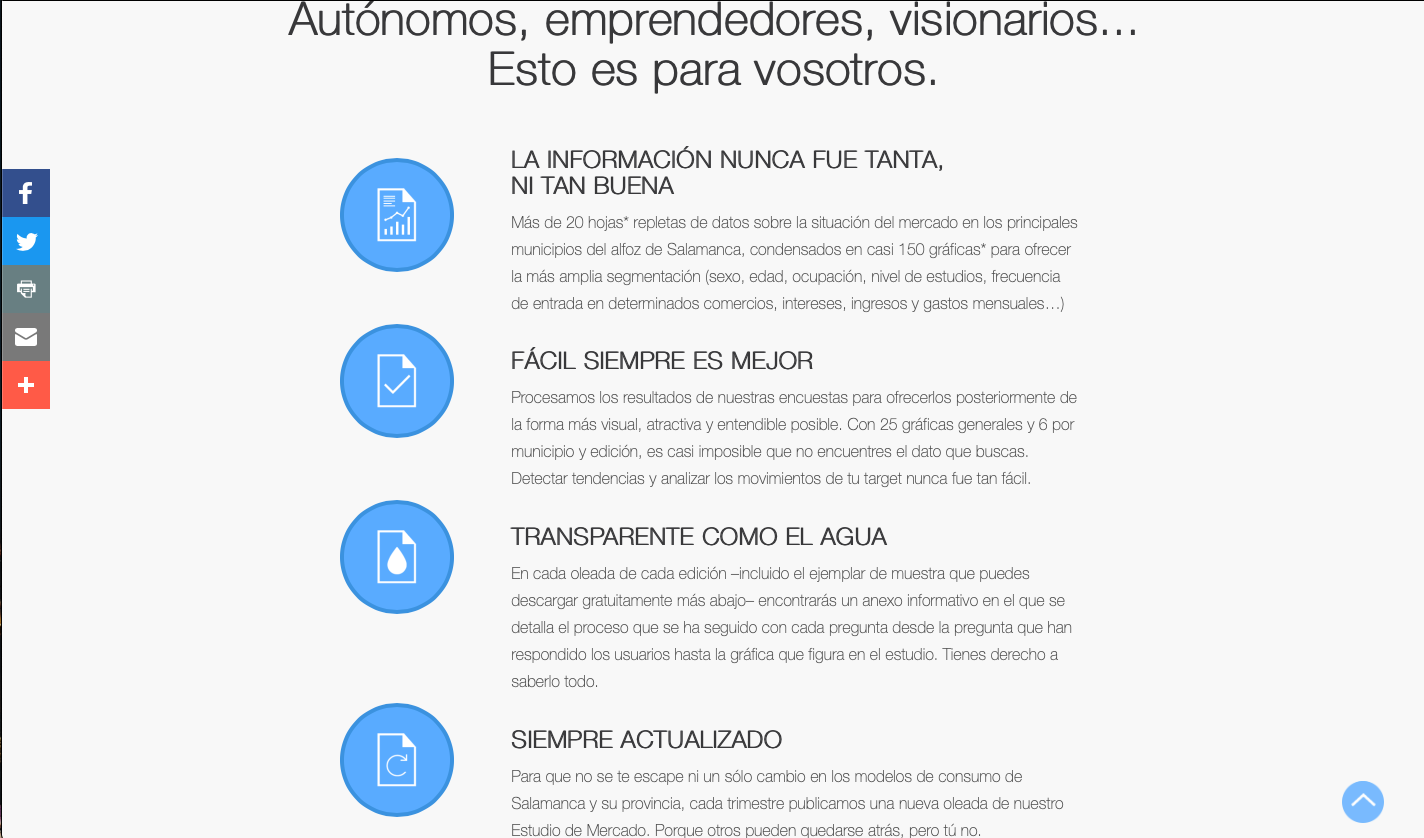 Autónomos, emprendedores, visionarios...
Esto es para vosotros.
LA INFORMACIÓN NUNCA FUE TANTA,
NI TAN BUENA
Más de 20 hojas* repletas de datos sobre la situación del mercado en los principales
municipios del alfoz de Salamanca, condensados en casi 150 gráficas* para ofrecer
la más amplia segmentación (sexo, edad, ocupación, nivel de estudios, frecuencia
de entrada en determinados comercios, intereses, ingresos y gastos mensuales…)
FÁCIL SIEMPRE ES MEJOR
Procesamos los resultados de nuestras encuestas para ofrecerlos posteriormente de
la forma más visual, atractiva y entendible posible. Con 25 gráficas generales y 6 por
municipio y edición, es casi imposible que no encuentres el dato que buscas.
Detectar tendencias y analizar los movimientos de tu target nunca fue tan fácil.
TRANSPARENTE COMO EL AGUA
En cada oleada de cada edición –incluido el ejemplar de muestra que puedes
descargar gratuitamente más abajo– encontrarás un anexo informativo en el que se
detalla el proceso que se ha seguido con cada pregunta desde la pregunta que han
respondido los usuarios hasta la gráfica que figura en el estudio. Tienes derecho a
saberlo todo.
SIEMPRE ACTUALIZADO
Para que no se te escape ni un sólo cambio en los modelos de consumo de
Salamanca y su provincia, cada trimestre publicamos una nueva oleada de nuestro
Estudio de Mercado. Porque otros pueden quedarse atrás, pero tú no.